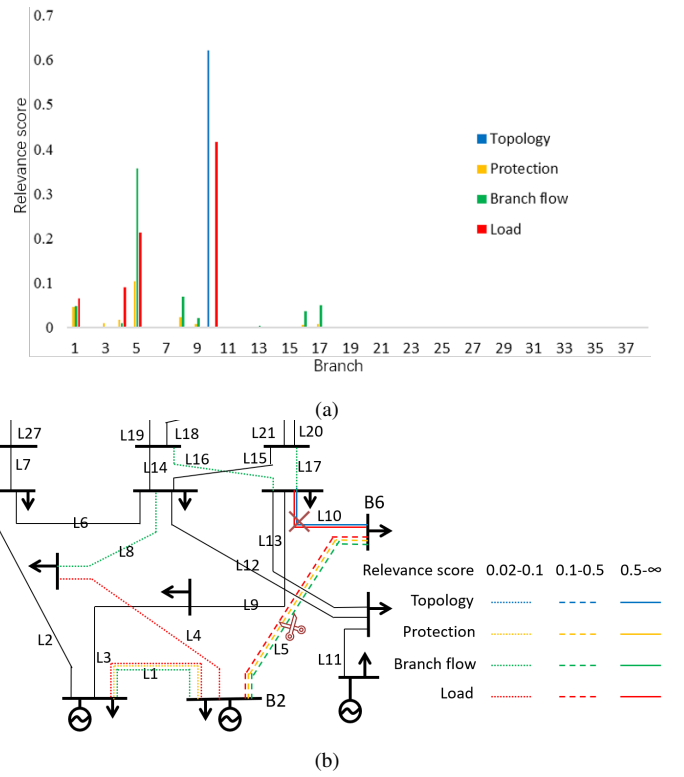 0.7
0.6
0.5
0.4
0.3
0.2
0.1
0
Relevance score
Topology
Protection
Branch flow
Load
1 3 5 7 9 11 13 15 17 19 21 23 25 27 29 31 33 35 37
Branch
(a)
L27 L19 L18 L21 L20
L7 L14 L16 L15 L17
B6
L10
L6
L13
L8
L12
Relevance score 0.02-0.1 0.1-0.5 0.5-∞
Topology
L9
Protection
L2 L4
L5
L3 L11
Branch flow
L1
Load
B2
(b)